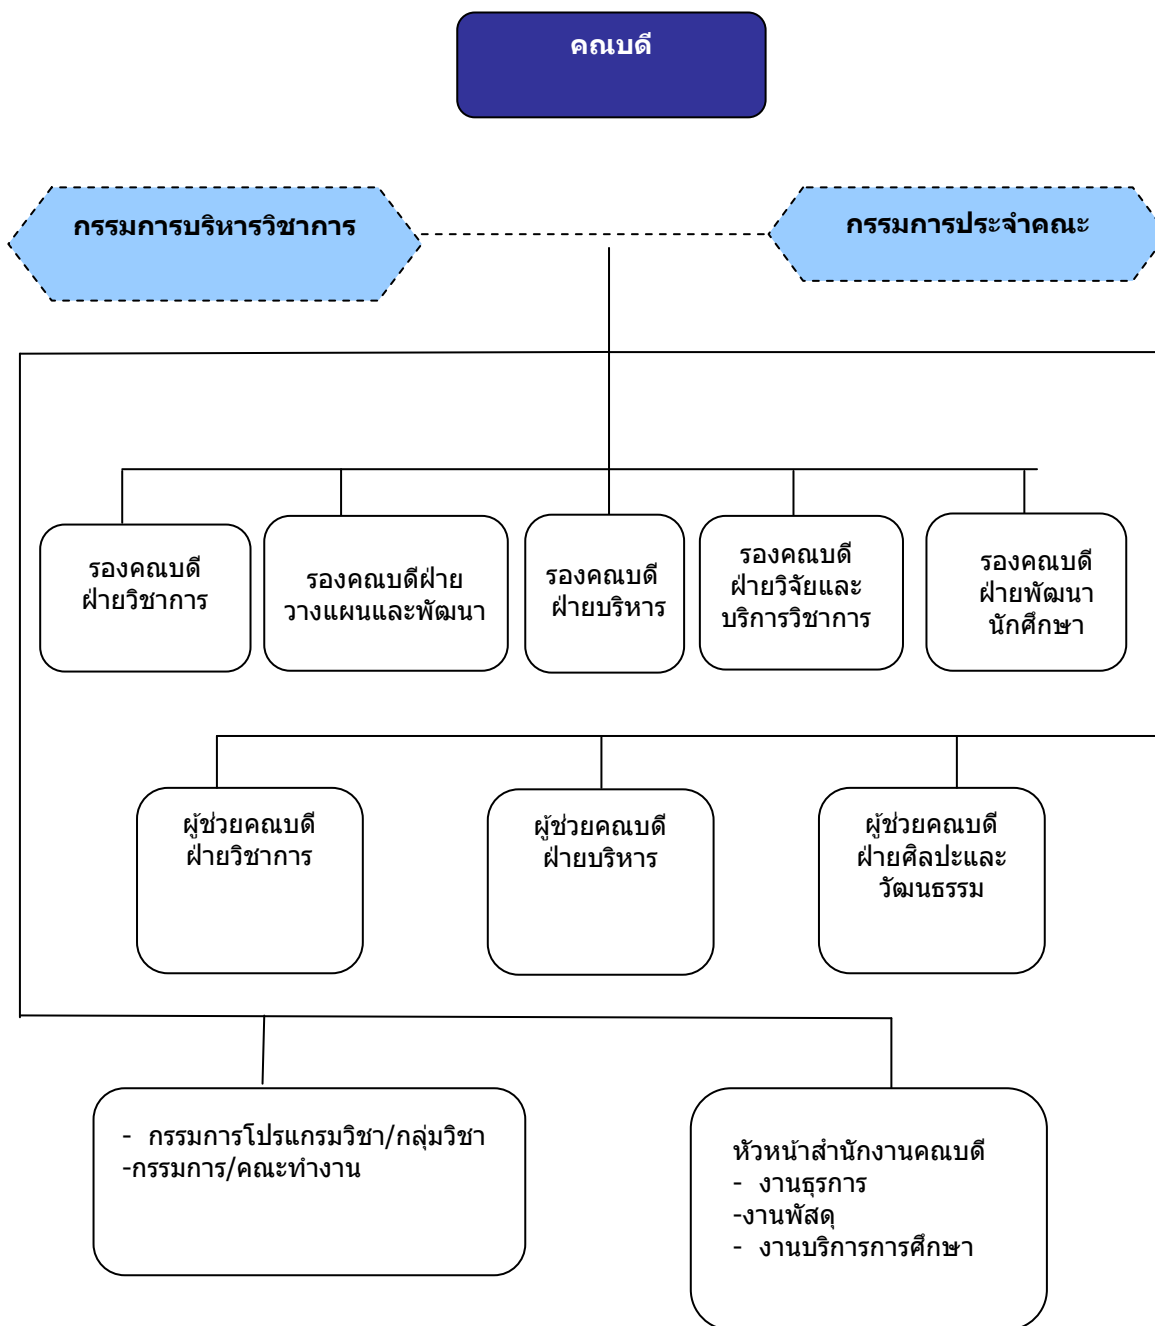 คณบดี
กรรมการบริหารวิชาการ
กรรมการประจำคณะ
รองคณบดี
ฝ่ายวิชาการ
รองคณบดีฝ่าย
วางแผนและพัฒนา
รองคณบดี
ฝ่ายบริหาร
รองคณบดี
ฝ่ายวิจัยและ
บริการวิชาการ
รองคณบดี
ฝ่ายพัฒนา
นักศึกษา
ผู้ช่วยคณบดี
ฝ่ายวิชาการ
ผู้ช่วยคณบดี
ฝ่ายบริหาร
ผู้ช่วยคณบดี
ฝ่ายศิลปะและ
วัฒนธรรม
- กรรมการโปรแกรมวิชา/กลุ่มวิชา
-กรรมการ/คณะทำงาน
หัวหน้าสำนักงานคณบดี
- งานธุรการ
-งานพัสดุ
- งานบริการการศึกษา